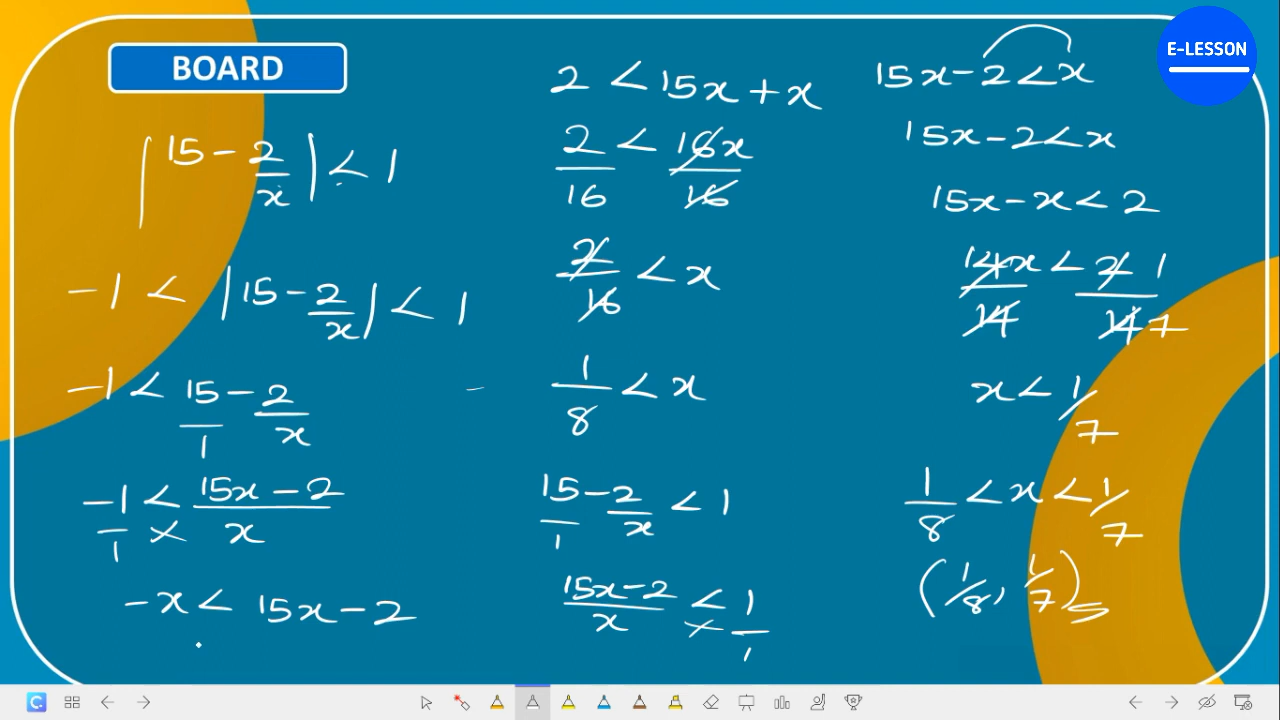 BOARD
E-LESSON
|15 - 2/x| < 1
-1 < |15 - 2/x| < 1
-1 < 15/1 - 2/x
-1/1 < 15x - 2/x
-x < 15x - 2
2 < 15x + x
2/16 < 16x/16
2/16 < x
1/8 < x
15/1 - 2/x < 1
15x - 2/x < 1/1
15x - 2 < x
15x - 2 < x
15x - x < 2
14x/14 < 2 1/14 7
x < 1/7
1/8 < x < 1/7
(1/8, 1/7)